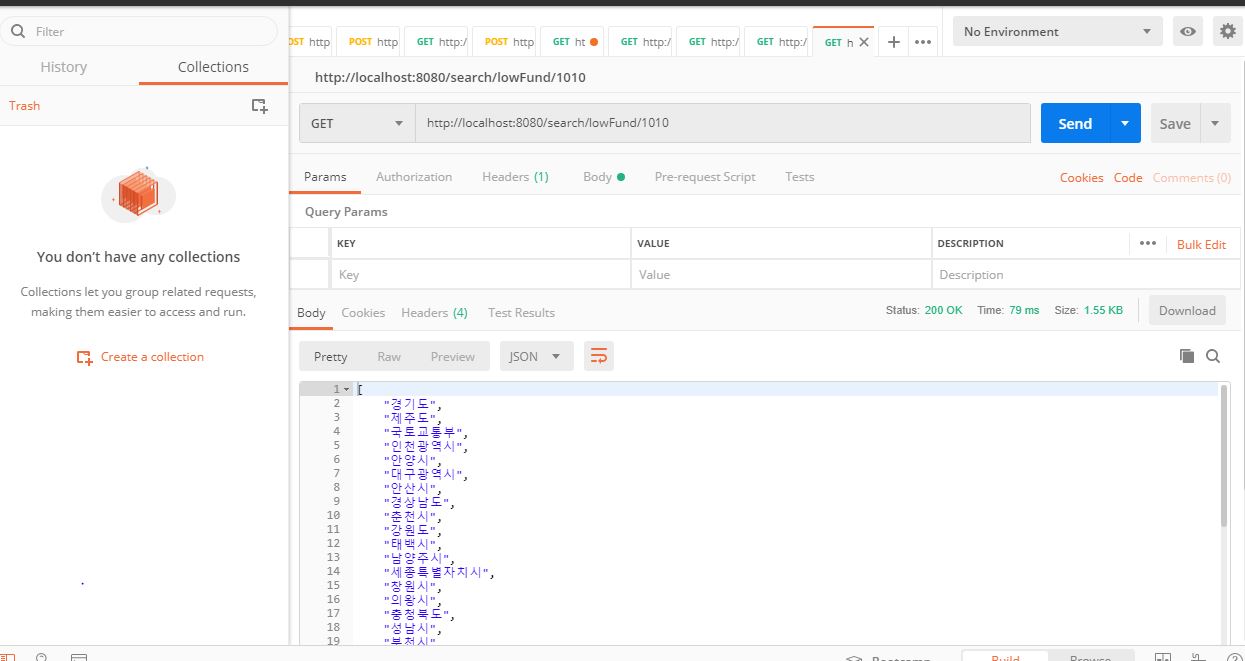 Filter
History Collections
Trash
You don't have any collections
Collections let you group related requests,
making them easier to access and run.
Create a collection
POST http POST http GET http:/ POST http GET ht GET http:/ GET http:/ GET http:/ GET h
No Environment
http://localhost:8080/search/lowFund/1010
GET http://localhost:8080/search/lowFund/1010 Send Save
Params Authorization Headers (1) Body Pre-request Script Tests Cookies Code Comments (0)
Query Params
KEY VALUE DESCRIPTION Bulk Edit
Key Value Description
Body Cookies Headers (4) Test Results Status: 200 OK Time: 79 ms Size: 1.55 KB Download
Pretty Raw Preview JSON
1 [
2 "경기도",
3 "제주도",
4 "국토교통부",
5 "인천광역시",
6 "안양시",
7 "대구광역시",
8 "안산시",
9 "경상남도",
10 "춘천시",
11 "강원도",
12 "태백시",
13 "남양주시",
14 "세종특별자치시",
15 "창원시",
16 "의왕시",
17 "충청북도",
18 "성남시",
19 "부천시"
Bootcamp Build Browse